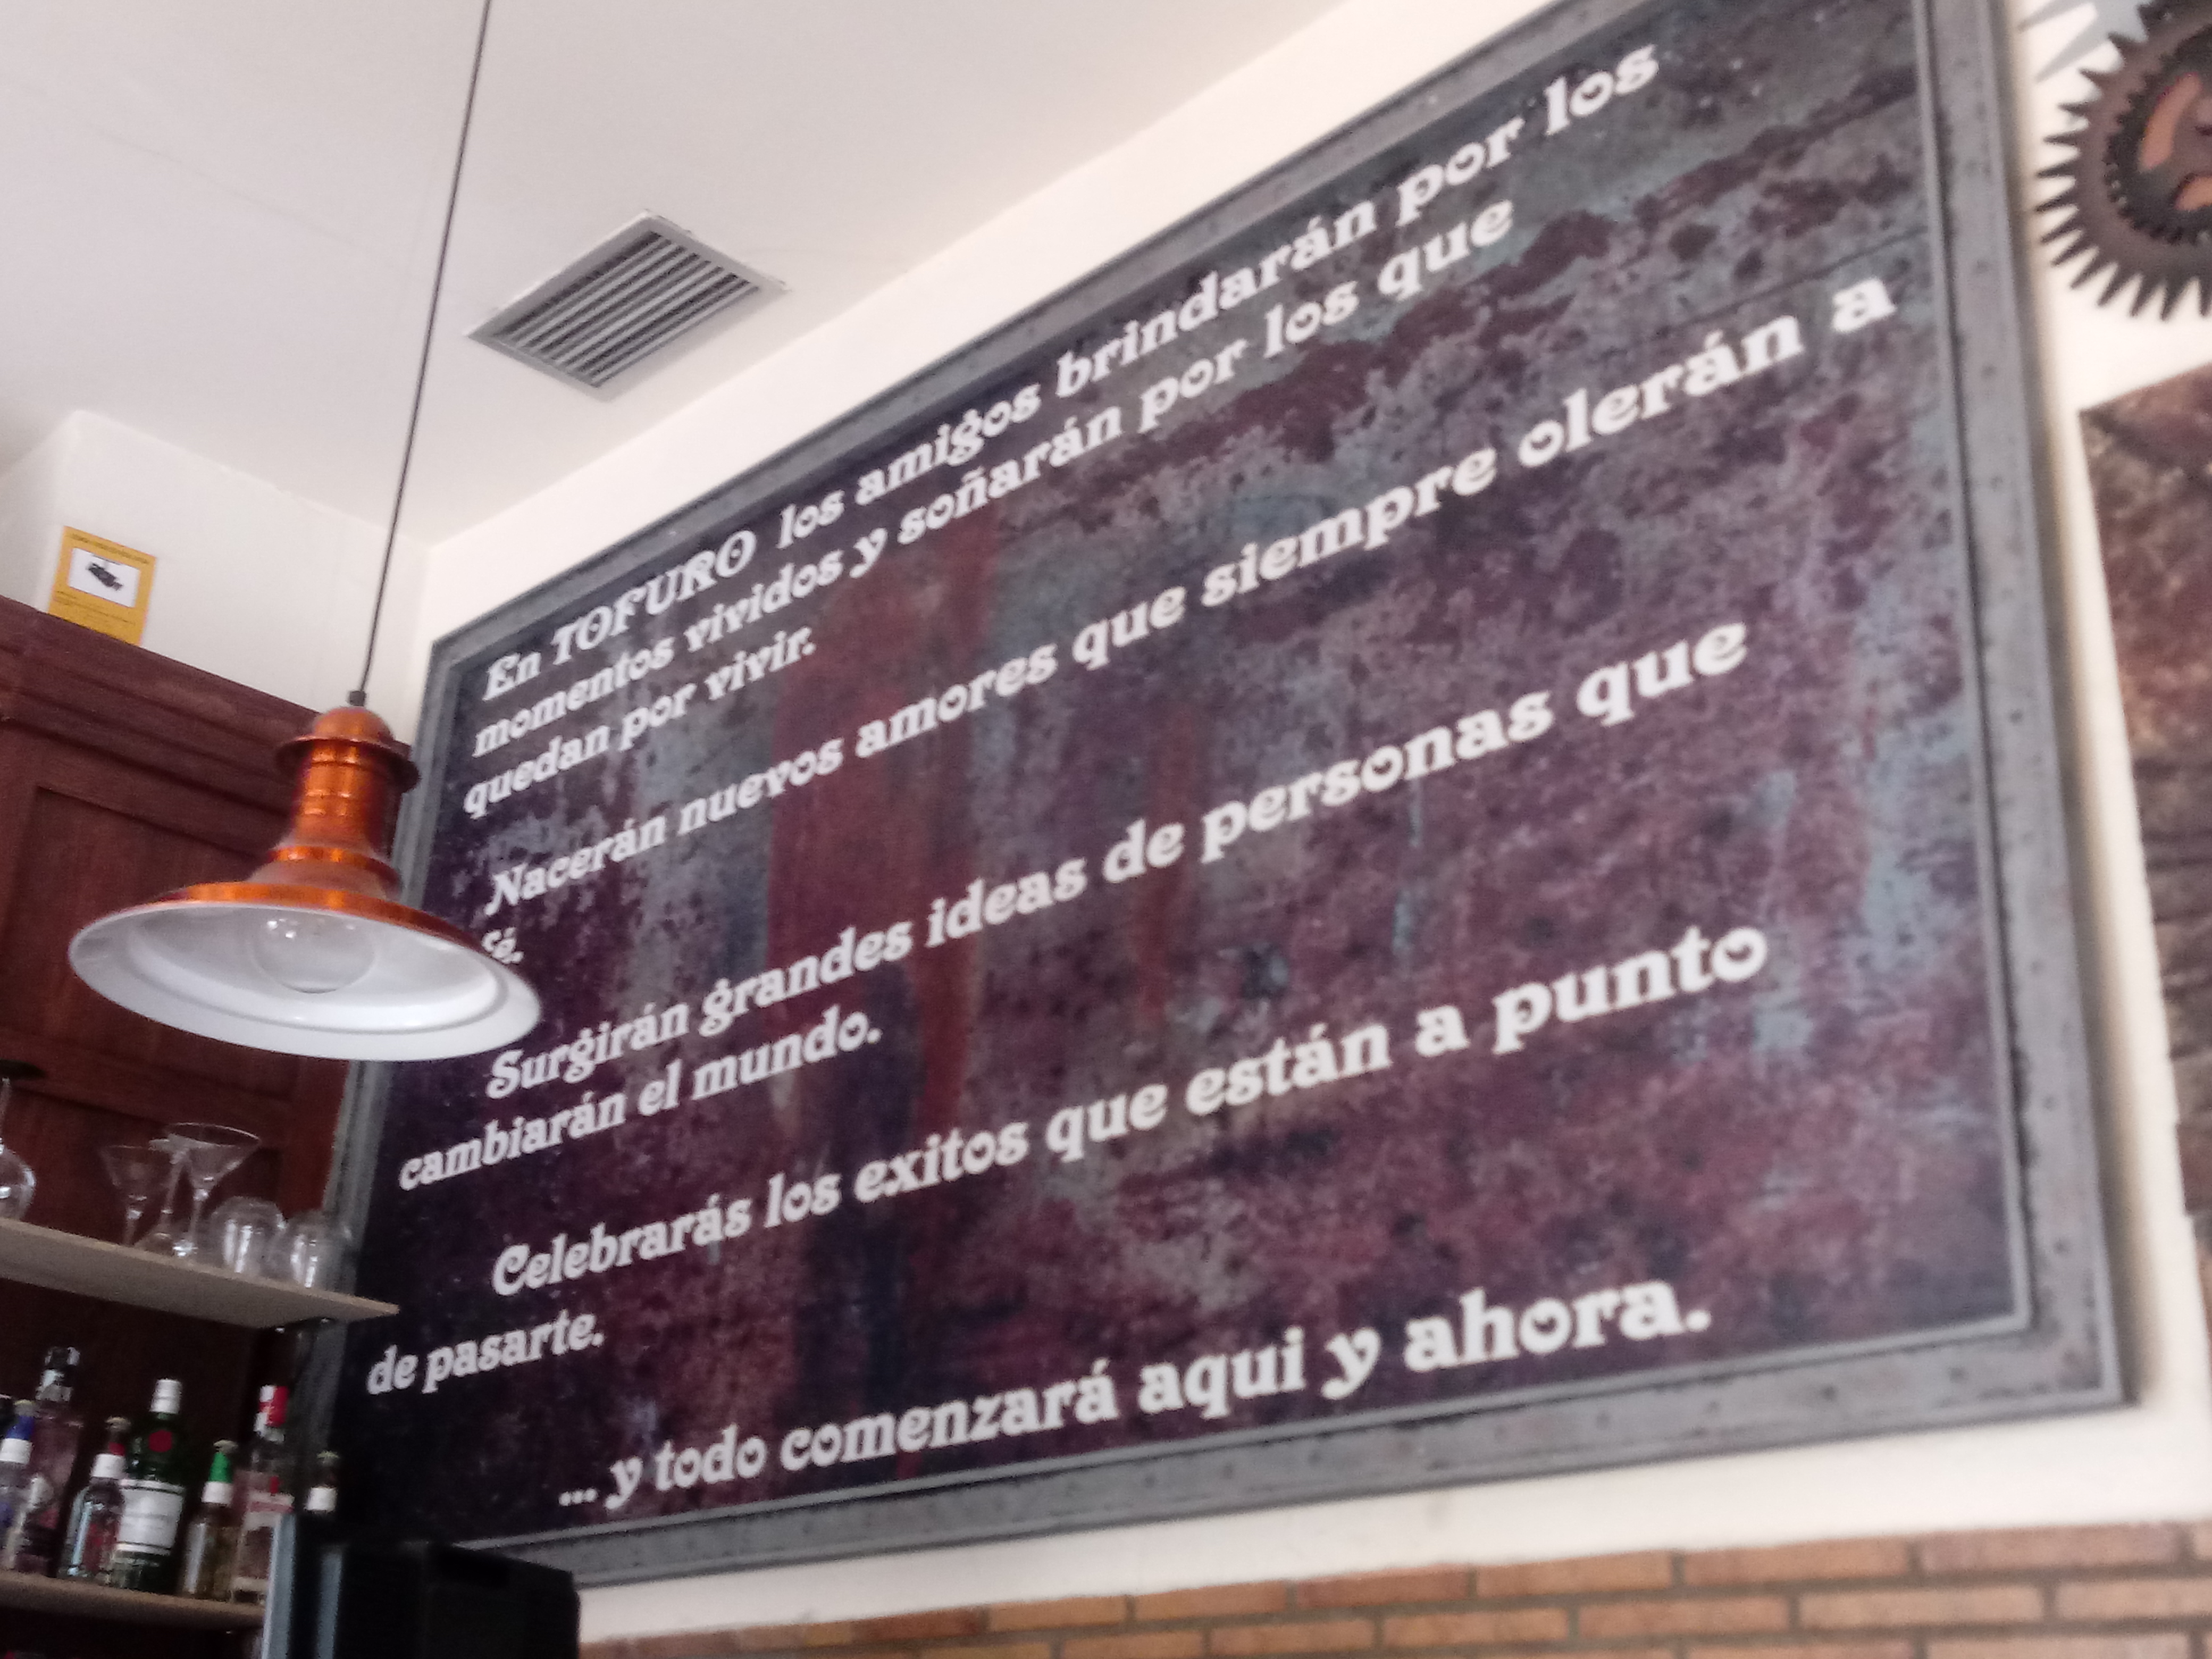 En TOFURO los amigos brindarán por los
momentos vividos y soñarán por los que
quedan por vivir.
Nacerán nuevos amores que siempre olerán a
fé.
Surgirán grandes ideas de personas que
cambiarán el mundo.
Celebrarás los exitos que están a punto
de pasarte.
... y todo comenzará aqui y ahora.